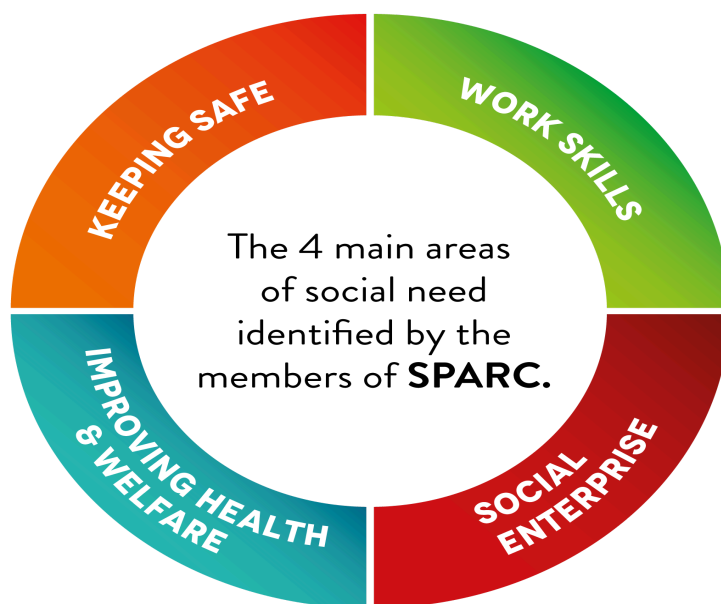 KEEPING SAFE
WORK SKILLS
The 4 main areas
of social need
identified by the
members of SPARC.
IMPROVING HEALTH
& WELFARE
SOCIAL
ENTERPRISE